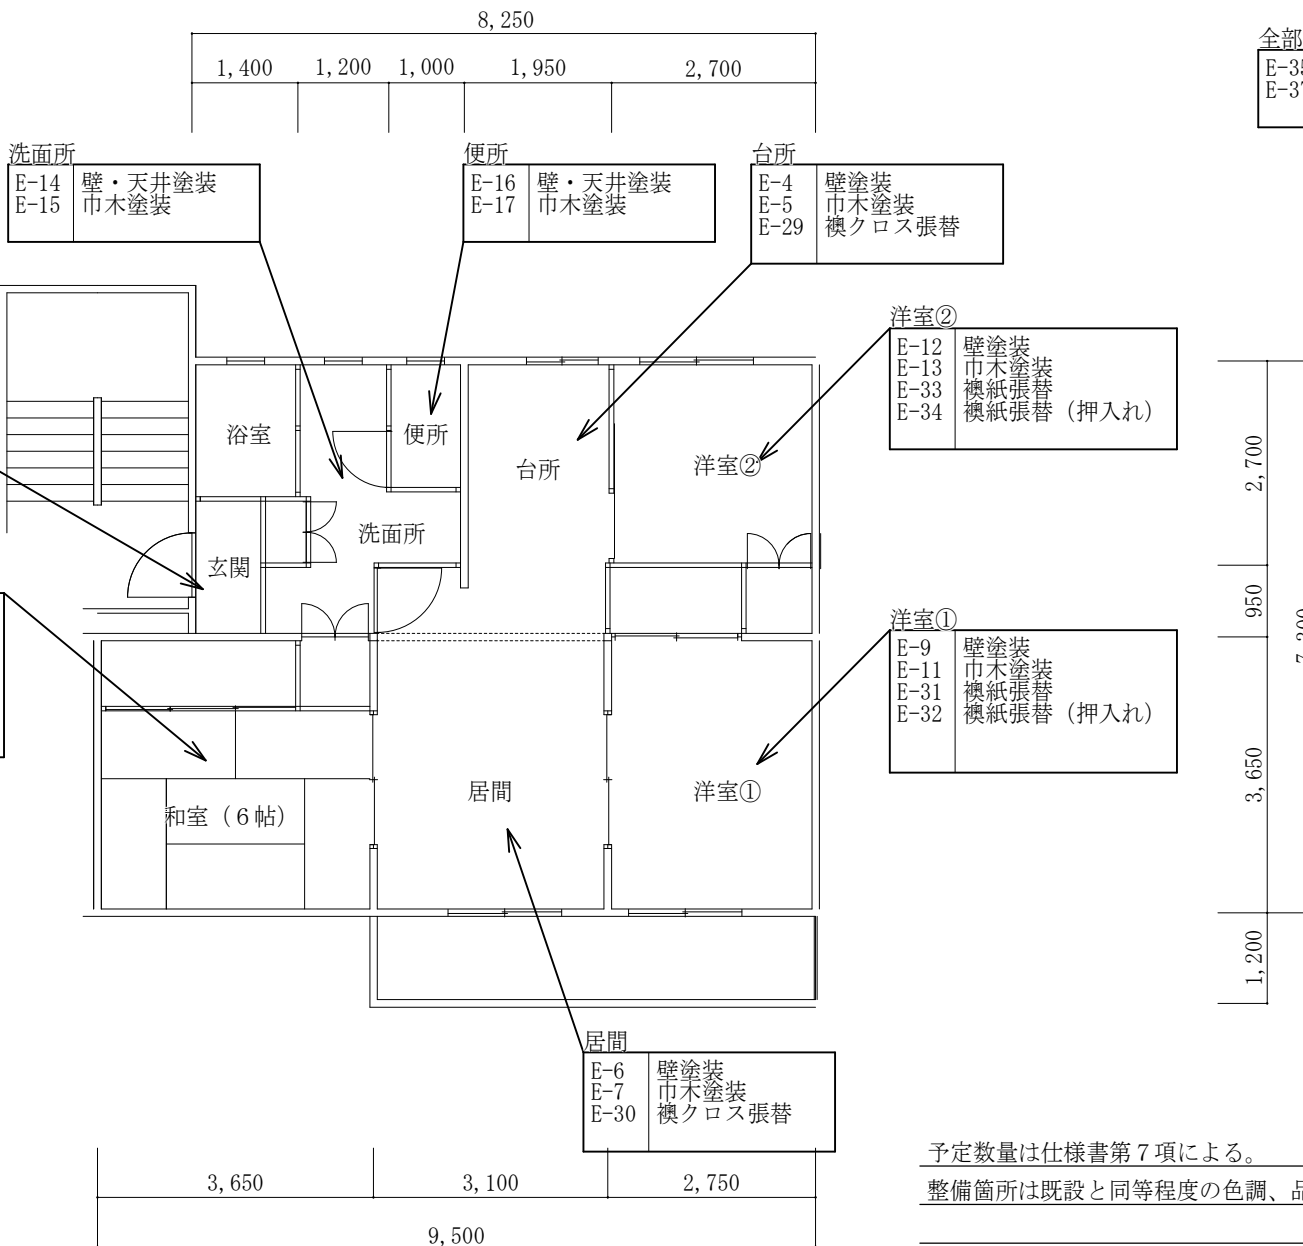 8,250
1,400 1,200 1,000 1,950 2,700
全部
E-35
E-37
洗面所
E-14 壁・天井塗装
E-15 巾木塗装
便所
E-16 壁・天井塗装
E-17 巾木塗装
台所
E-4 壁塗装
E-5 巾木塗装
E-29 襖クロス張替
洋室②
E-12 壁塗装
E-13 巾木塗装
E-33 襖紙張替
E-34 襖紙張替（押入れ）
浴室
便所
台所
洋室②
洗面所
玄関
2,700
950
7,300
3,650
1,200
洋室①
E-9 壁塗装
E-11 巾木塗装
E-31 襖紙張替
E-32 襖紙張替（押入れ）
和室（６帖）
居間
洋室①
居間
E-6 壁塗装
E-7 巾木塗装
E-30 襖クロス張替
3,650 3,100 2,750
9,500
予定数量は仕様書第７項による。
整備箇所は既設と同等程度の色調、品